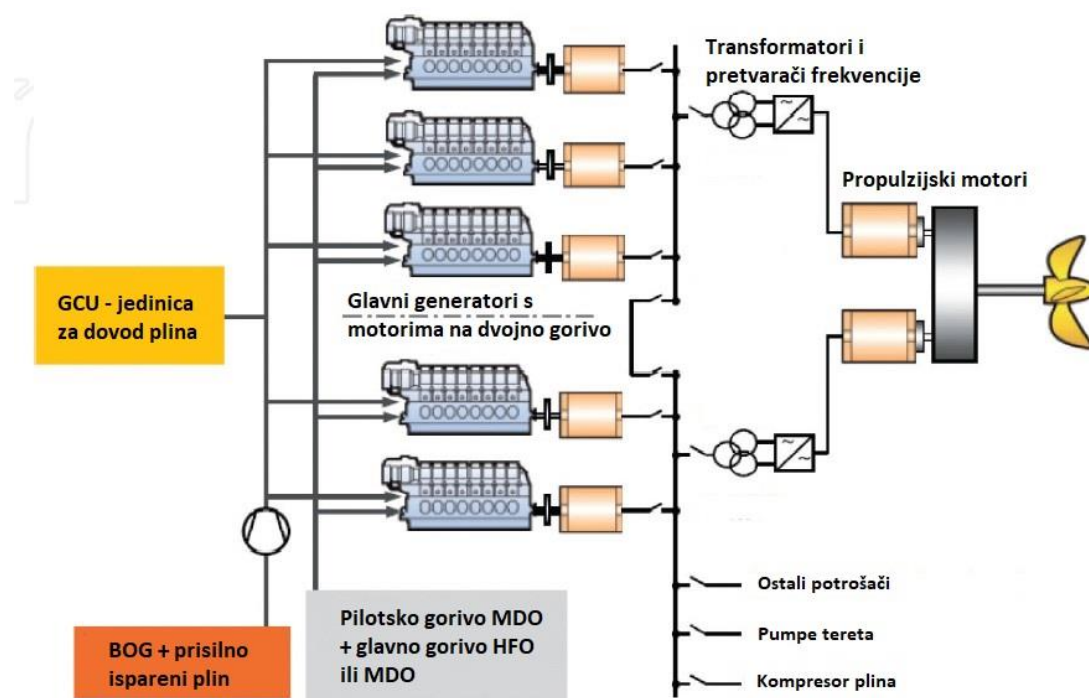 Transformatori i
pretvarači frekvencije
Propulzijski motori
GCU - jedinica
za dovod plina
Glavni generatori s
motorima na dvojno gorivo
Ostali potrošači
Pumpe tereta
Kompresor plina
Pilotsko gorivo MDO
+ glavno gorivo HFO
ili MDO
BOG + prisilno
ispareni plin